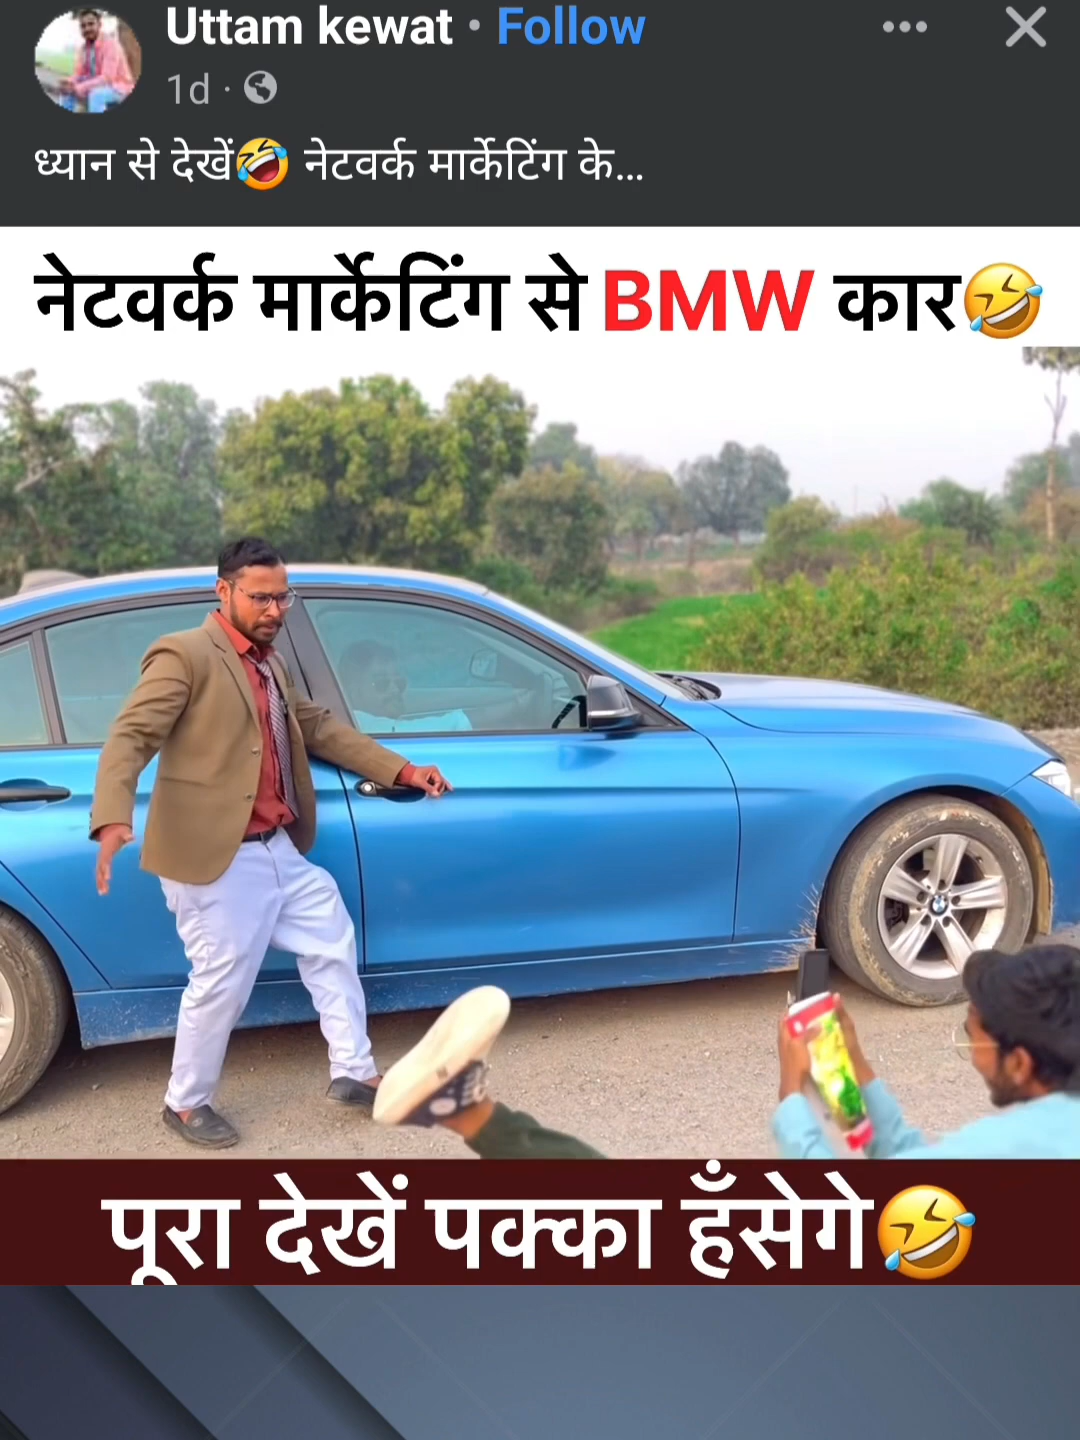 Uttam kewat • Follow
1d ·
ध्यान से देखें🤣 नेटवर्क मार्केटिंग के...
नेटवर्क मार्केटिंग से BMW कार🤣
पूरा देखें पक्का हँसेगे🤣